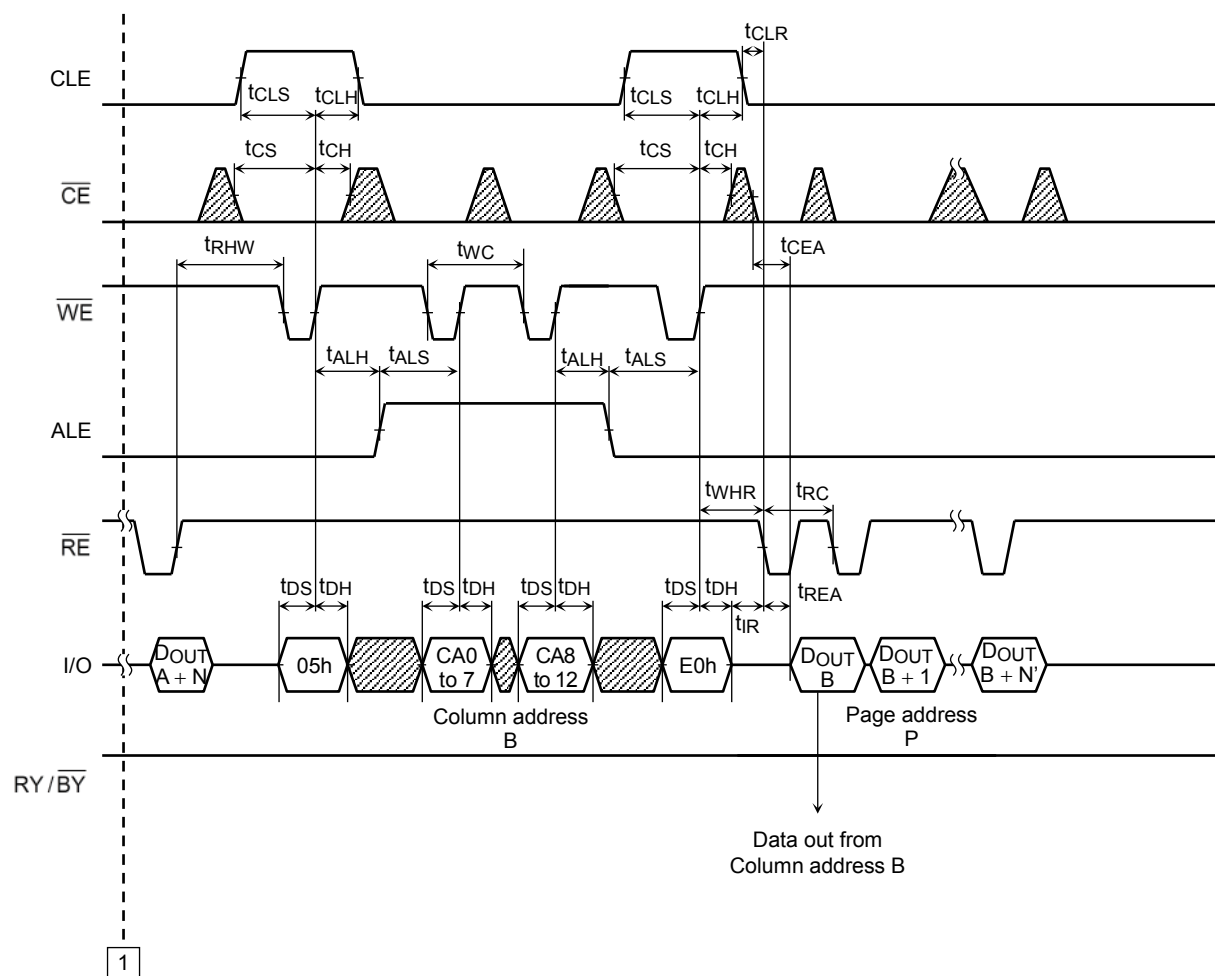 tCLR
CLE
tCLS
tCLH
tCLS
tCLH
tCS
tCH
tCS
tCH
CE
tCEA
tRHW
tWC
WE
tALH
tALS
tALH
tALS
ALE
tWHR
tRC
RE
tDS
tDH
tDS
tDH
tDS
tDH
tDS
tDH
tREA
tIR
I/O
DOUT
A + N
05h
CA0
to 7
CA8
to 12
E0h
DOUT
B
DOUT
B + 1
DOUT
B + N'
Column address
B
Page address
P
RY / BY
Data out from
Column address B
1